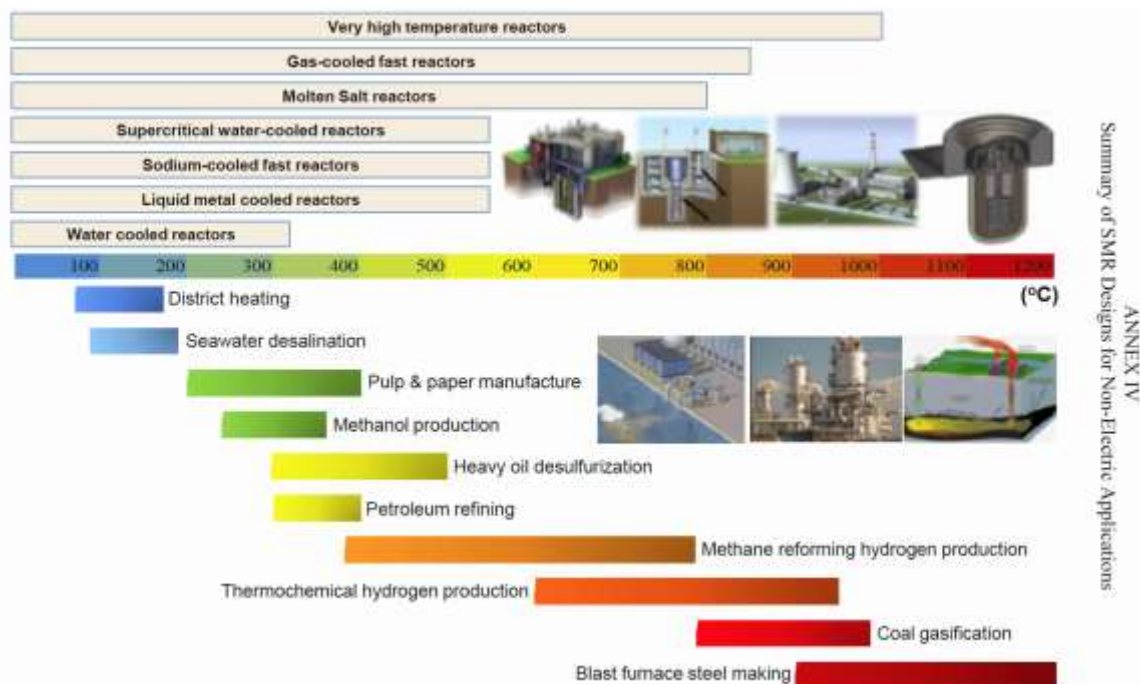 Very high temperature reactors
Gas-cooled fast reactors
Molten Salt reactors
Supercritical water-cooled reactors
Sodium-cooled fast reactors
Liquid metal cooled reactors
Water cooled reactors
100 200 300 400 500 600 700 800 900 1000 1100 1200
(°C)
District heating
Seawater desalination
Pulp & paper manufacture
Methanol production
Heavy oil desulfurization
Petroleum refining
Methane reforming hydrogen production
Thermochemical hydrogen production
Coal gasification
Blast furnace steel making
ANNEX IV
Summary of SMR Designs for Non-Electric Applications